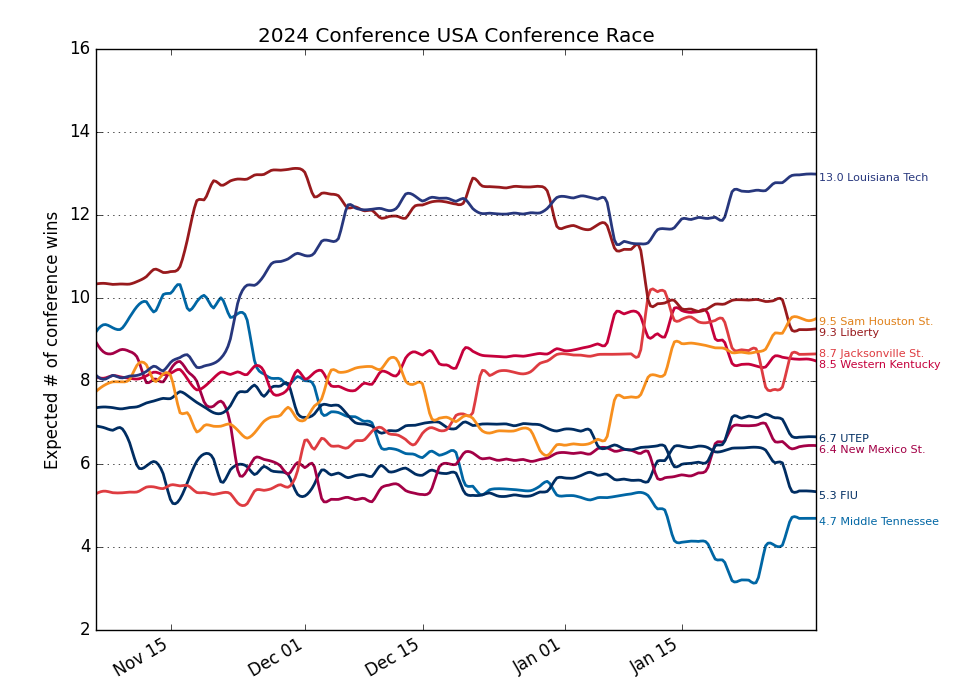 2024 Conference USA Conference Race
Expected # of conference wins
16
14
12
10
8
6
4
2
Nov 15
Dec 01
Dec 15
Jan 01
Jan 15
13.0 Louisiana Tech
9.5 Sam Houston St.
9.3 Liberty
8.7 Jacksonville St.
8.5 Western Kentucky
6.7 UTEP
6.4 New Mexico St.
5.3 FIU
4.7 Middle Tennessee